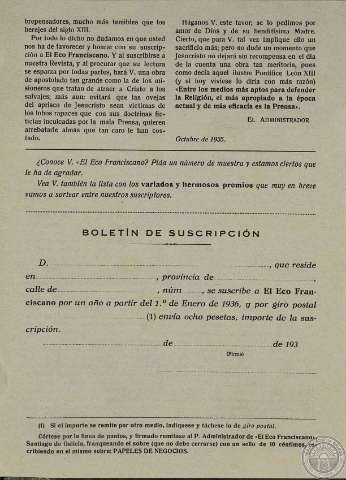 brepensadores, mucho más temibles que los
herejes del siglo XIII.
Por todo lo dicho no dudamos en que usted
nos ha de favorecer y honrar con su suscrip-
ción a El Eco Franciscano. Y al suscribirse a
nuestra Revista, y al procurar que su lectura
se esparza por todas partes, hará V. una obra
de apostolado tan grande como la de los mi-
sioneros que tratan de atraer a Cristo a los
salvajes; más aun: evitará que las ovejas
del aprisco de Jesucristo sean víctimas de
los lobos rapaces que con sus doctrinas fic-
ticias inoculadas por la mala Prensa, quieren
arrebatarle almas que tan caro le han cos-
tado.
Háganos V. este favor; se lo pedimos por
amor de Dios y de su bendítisima Madre.
Cierto, que para V. tal vez implique ello un
sacrificio más; pero no dude un momento que
Jesucristo no dejará sin recompensa en el día
de la cuenta una obra tan meritoria, pues
como decía aquel ilustre Pontífice León XIII
(y si hoy viviese lo diría con más razón)
«Entre los medios más aptos para defender
la Religión, el más apropiado a la época
actual y de más eficacia es la Prensa».
EL ADMINISTRADOR
Octubre de 1935.
¿Conoce V. «El Eco Franciscano? Pida un número de muestra y estamos ciertos que
le ha de agradar.
Vea V. también la lista con los variados y hermosos premios que muy en breve
vamos a sortear entre nuestros suscriptores.
BOLETÍN DE SUSCRIPCIÓN
D. , que reside
en , provincia de ,
calle de , núm , se suscribe a El Eco Fran-
ciscano por un año a partir del 1.º de Enero de 1936, y por giro postal
(1) envía ocho pesetas, importe de la sus-
cripción.
de de 193
(Firma)
(1) Si el importe se remite por otro medio, indíquese y táchese lo de giro postal.
Córtese por la línea de puntos, y firmado remítase al P. Administrador de «El Eco Franciscano»,
Santiago de Galicia, franqueando el sobre (que no debe cerrarse) con un sello de 10 céntimos, es-
cribiendo en el mismo sobre: PAPELES DE NEGOCIOS.